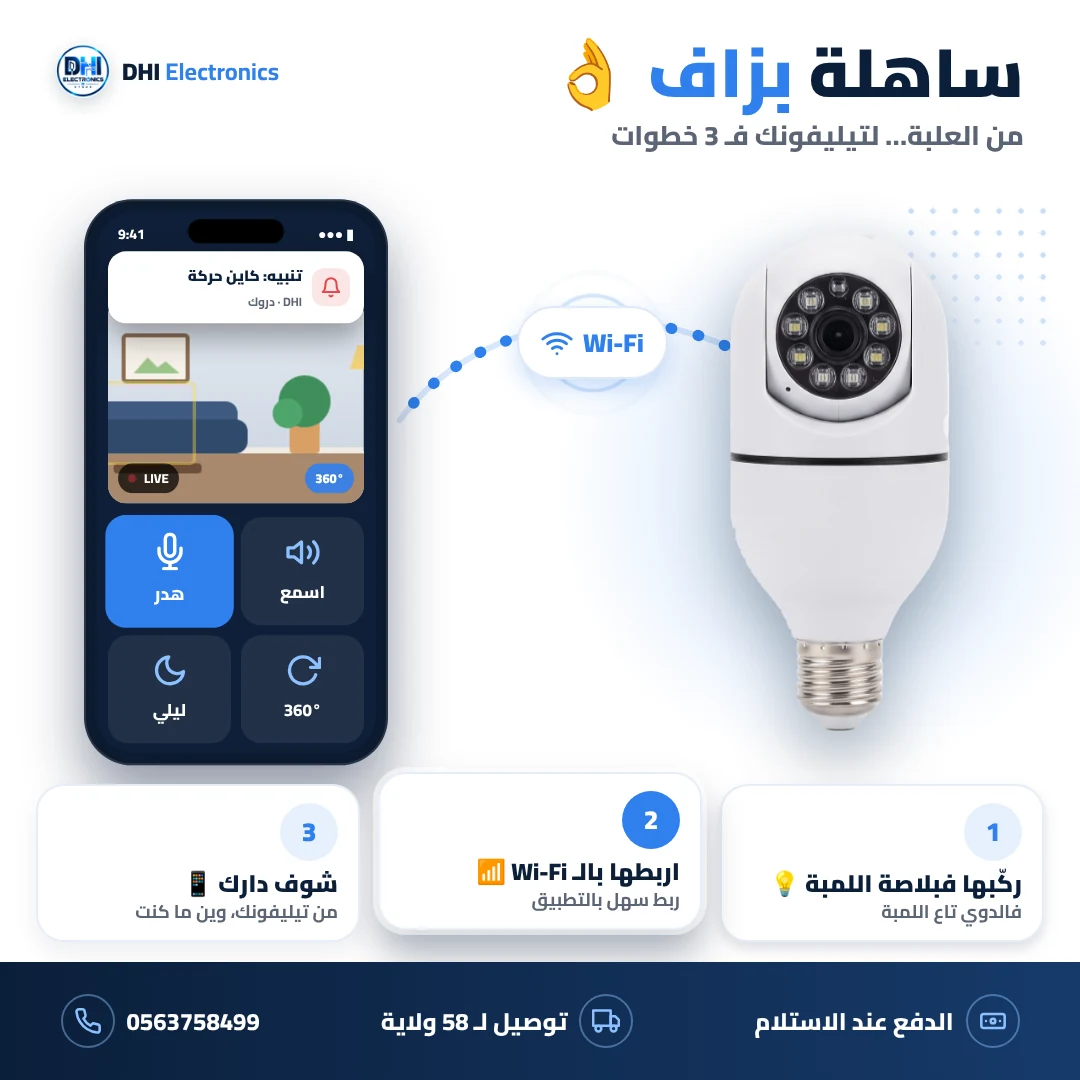 ساهلة بزاف 👌
من العلبة... لتيليفونك فـ 3 خطوات
DHI ELECTRONICS
DHI Electronics
9:41
تنبيه: كاين حركة
DHI · دروك
LIVE
360°
اسمع
هدر
360°
ليلي
Wi-Fi
1
ركّبها فبلاصة اللمبة 💡
فالدوي تاع اللمبة
2
اربطها بالـ Wi-Fi 📶
ربط سهل بالتطبيق
3
شوف دارك 📱
من تيليفونك، وين ما كنت
الدفع عند الاستلام
توصيل لـ 58 ولاية
0563758499